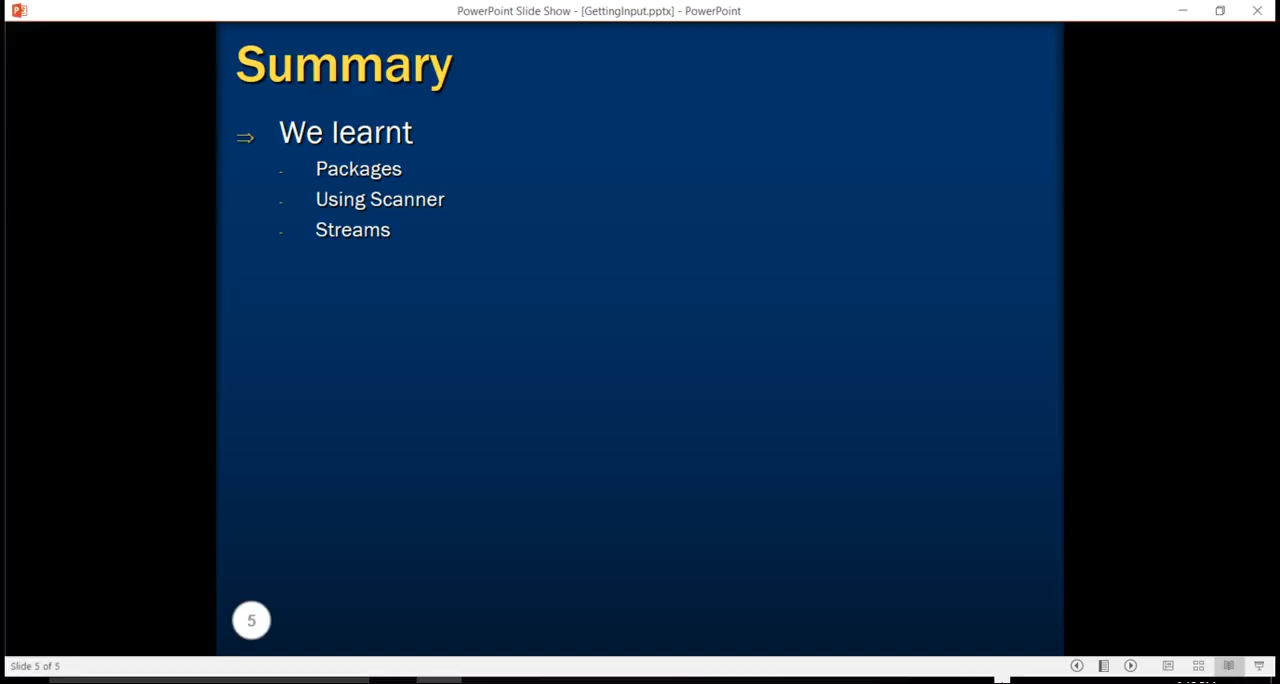 PowerPoint Slide Show - [GettingInput.pptx] - PowerPoint
Summary
⇒ We learnt
- Packages
- Using Scanner
- Streams
5
Slide 5 of 5